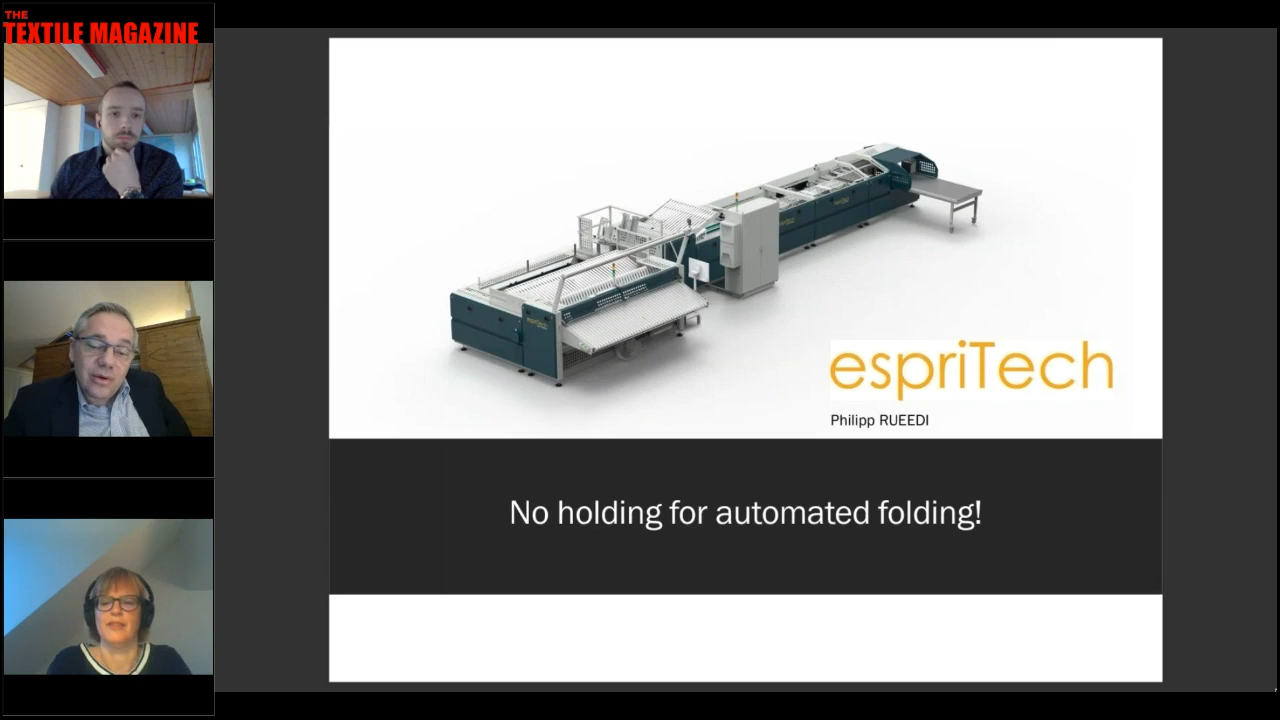 THE
TEXTILE MAGAZINE
espriTech
Philipp RUEEDI
No holding for automated folding!